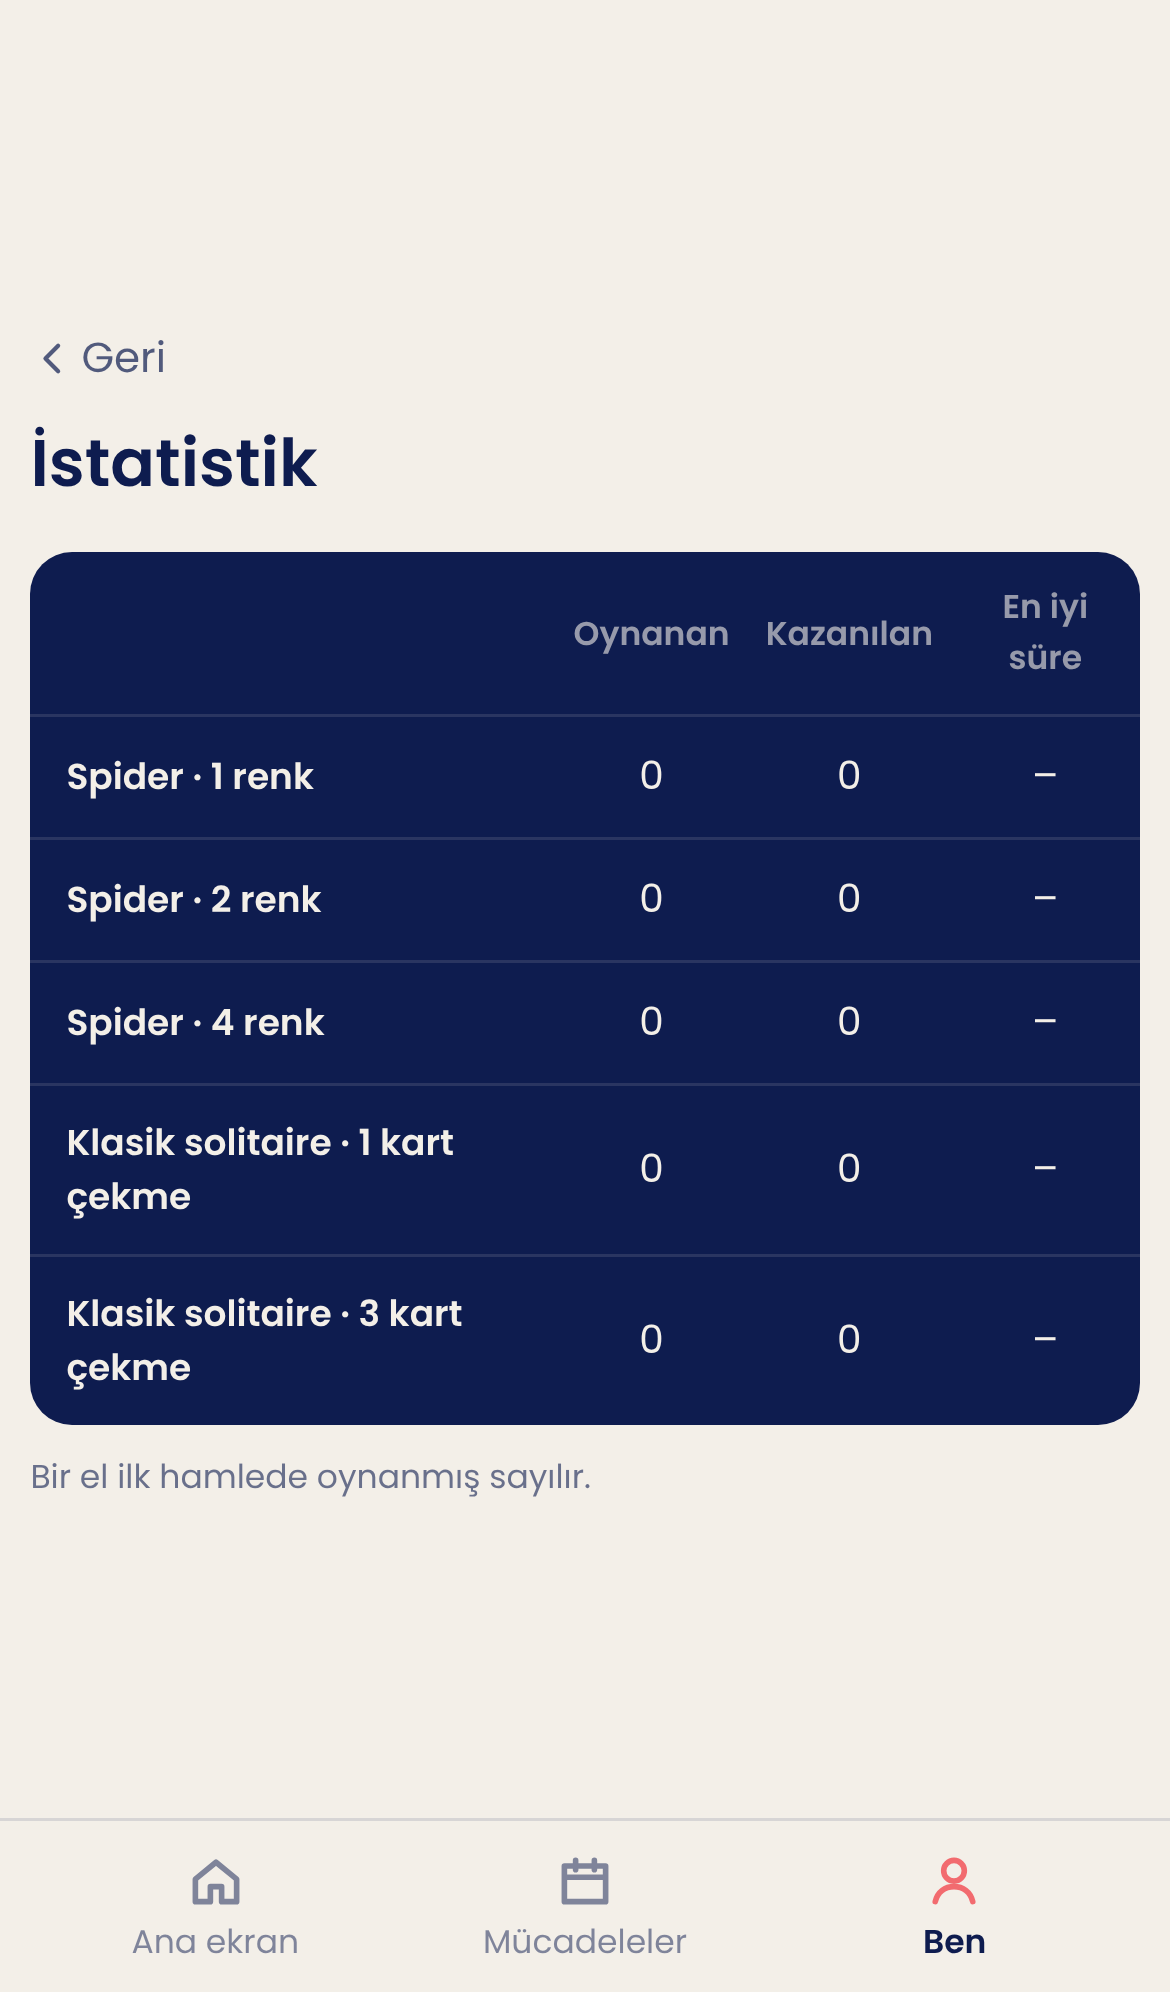 Geri
İstatistik
Oynanan Kazanılan En iyi süre
Spider · 1 renk 0 0 –
Spider · 2 renk 0 0 –
Spider · 4 renk 0 0 –
Klasik solitaire · 1 kart
çekme 0 0 –
Klasik solitaire · 3 kart
çekme 0 0 –
Bir el ilk hamlede oynanmış sayılır.
Ana ekran Mücadeleler Ben